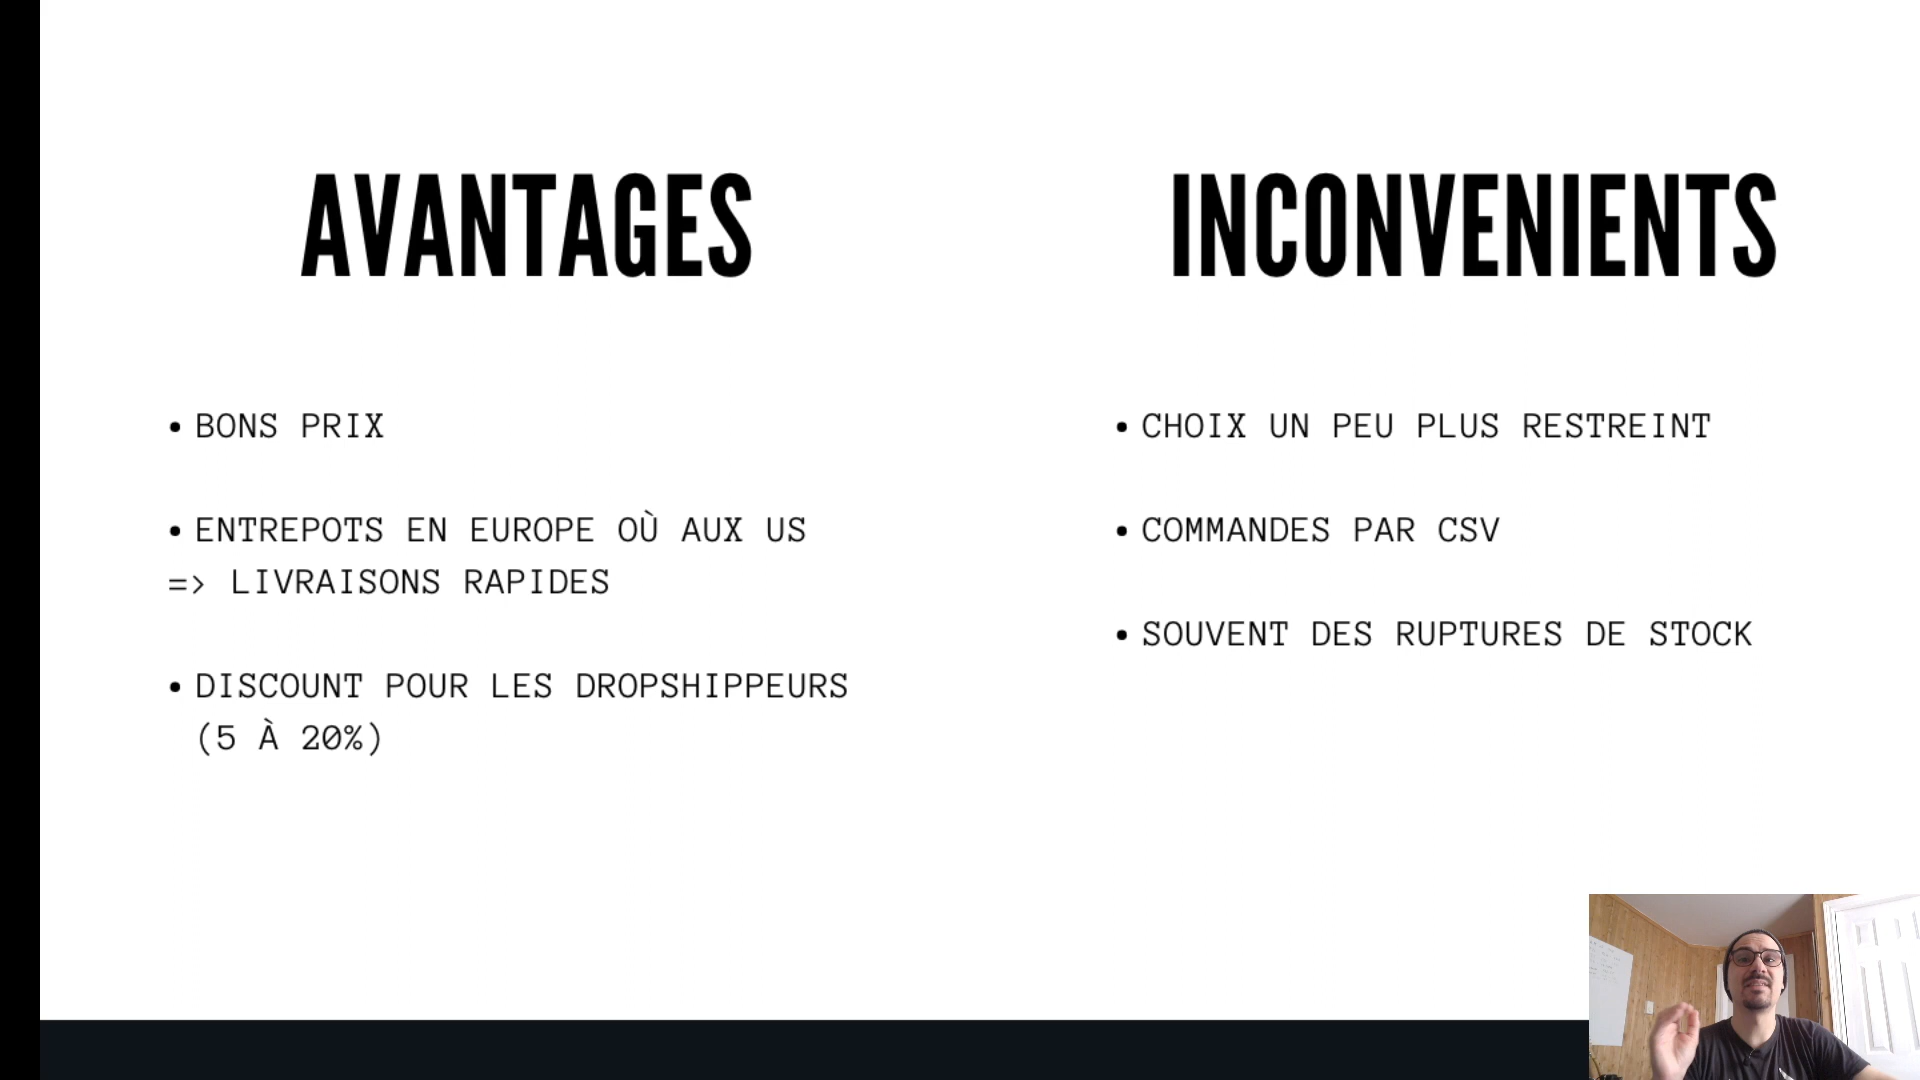 AVANTAGES
• BONS PRIX
• ENTREPOTS EN EUROPE OÙ AUX US
=> LIVRAISONS RAPIDES
• DISCOUNT POUR LES DROPSHIPPEURS
(5 À 20%)
INCONVENIENTS
• CHOIX UN PEU PLUS RESTREINT
• COMMANDES PAR CSV
• SOUVENT DES RUPTURES DE STOCK